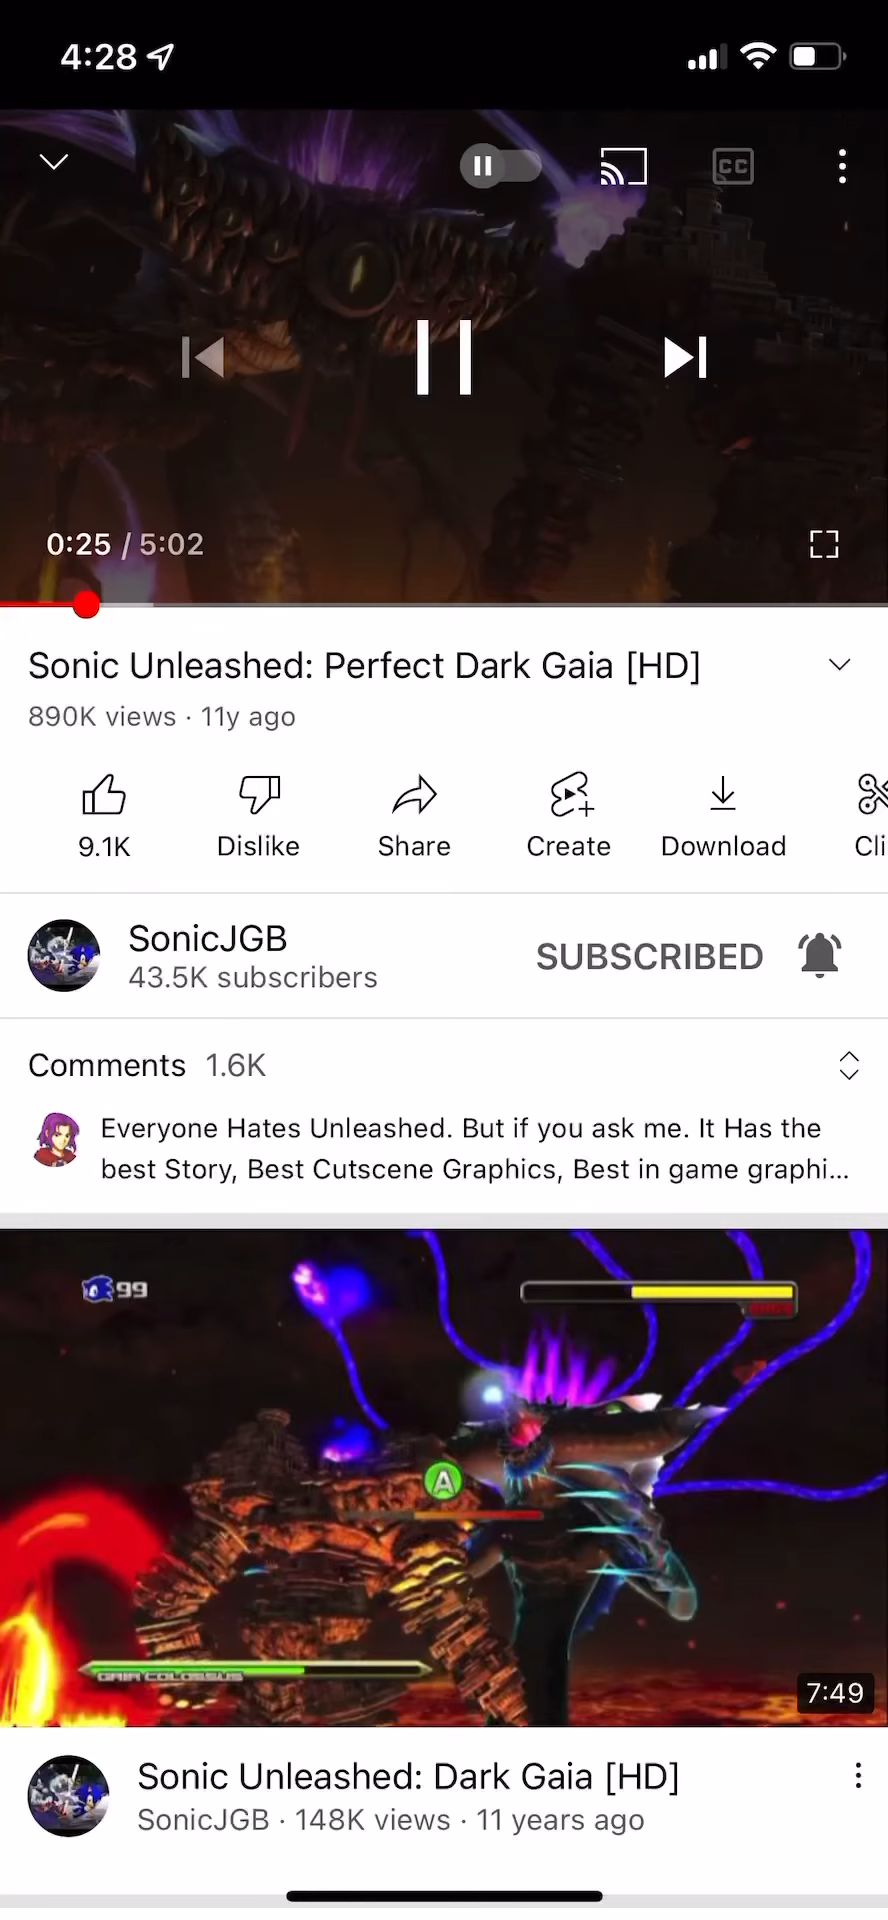 4:28
CC
0:25 / 5:02
Sonic Unleashed: Perfect Dark Gaia [HD]
890K views · 11y ago
9.1K
Dislike
Share
Create
Download
Cli
SonicJGB
43.5K subscribers
SUBSCRIBED
Comments 1.6K
Everyone Hates Unleashed. But if you ask me. It Has the
best Story, Best Cutscene Graphics, Best in game graphi...
99
A
GAIA COLOSSUS
7:49
Sonic Unleashed: Dark Gaia [HD]
SonicJGB · 148K views · 11 years ago